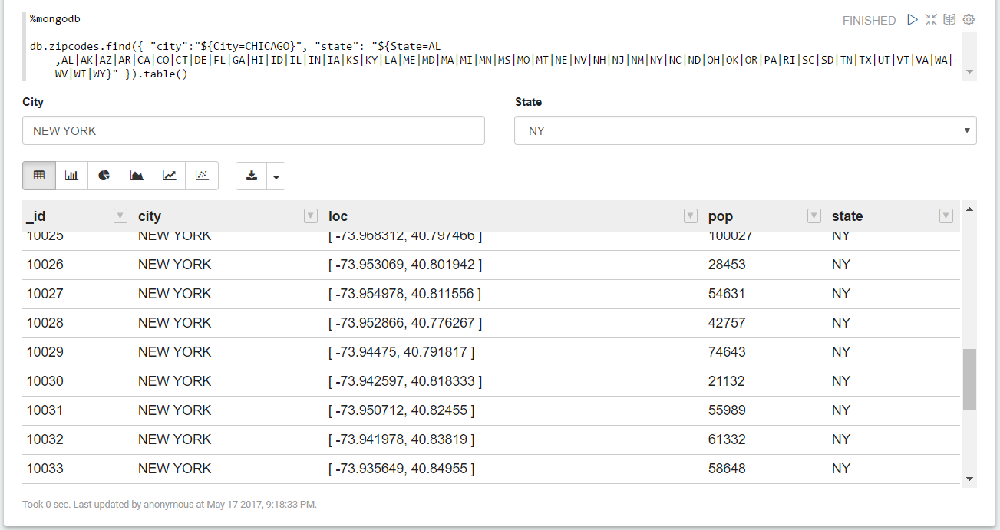 %mongodb
FINISHED
db.zipcodes.find({ "city":"${City=CHICAGO}", "state": "${State=AL
,AL|AK|AZ|AR|CA|CO|CT|DE|FL|GA|HI|ID|IL|IN|IA|KS|KY|LA|ME|MD|MA|MI|MN|MS|MO|MT|NE|NV|NH|NJ|NM|NY|NC|ND|OH|OK|OR|PA|RI|SC|SD|TN|TX|UT|VT|VA|WA|
WV|WI|WY}" }).table()
City State
NEW YORK NY
_id city loc pop state
10025 NEW YORK [ -73.968312, 40.797466 ] 100027 NY
10026 NEW YORK [ -73.953069, 40.801942 ] 28453 NY
10027 NEW YORK [ -73.954978, 40.811556 ] 54631 NY
10028 NEW YORK [ -73.952866, 40.776267 ] 42757 NY
10029 NEW YORK [ -73.94475, 40.791817 ] 74643 NY
10030 NEW YORK [ -73.942597, 40.818333 ] 21132 NY
10031 NEW YORK [ -73.950712, 40.82455 ] 55989 NY
10032 NEW YORK [ -73.941978, 40.83819 ] 61332 NY
10033 NEW YORK [ -73.935649, 40.84955 ] 58648 NY
Took 0 sec. Last updated by anonymous at May 17 2017, 9:18:33 PM.